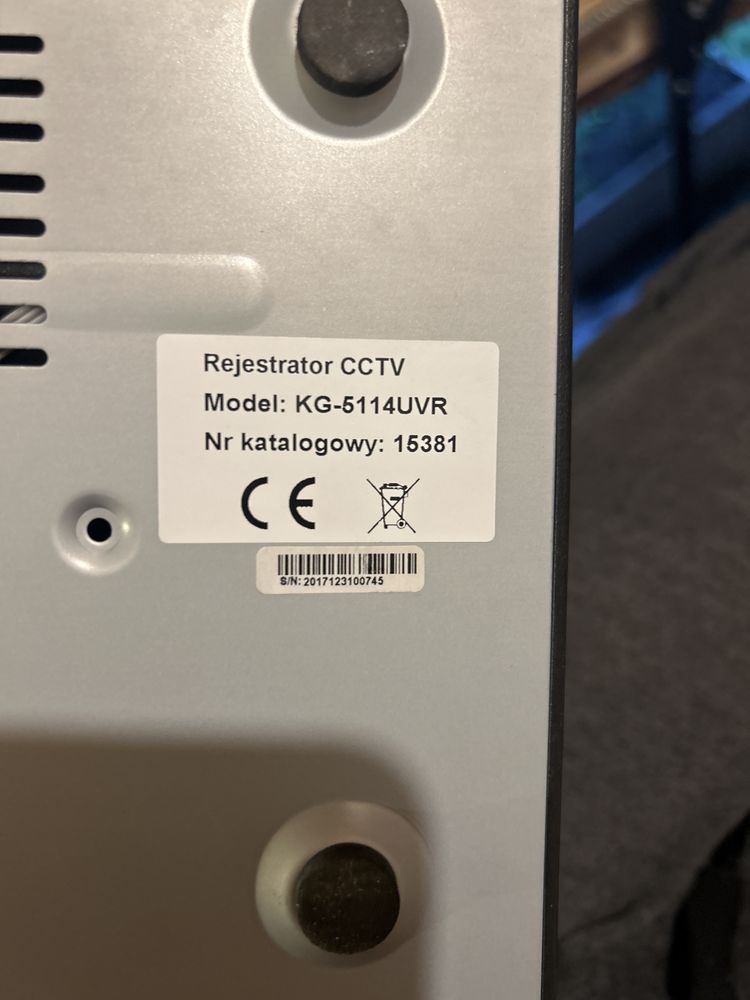 Rejestrator CCTV
Model: KG-5114UVR
Nr katalogowy: 15381
CE
S/N: 2017123100745